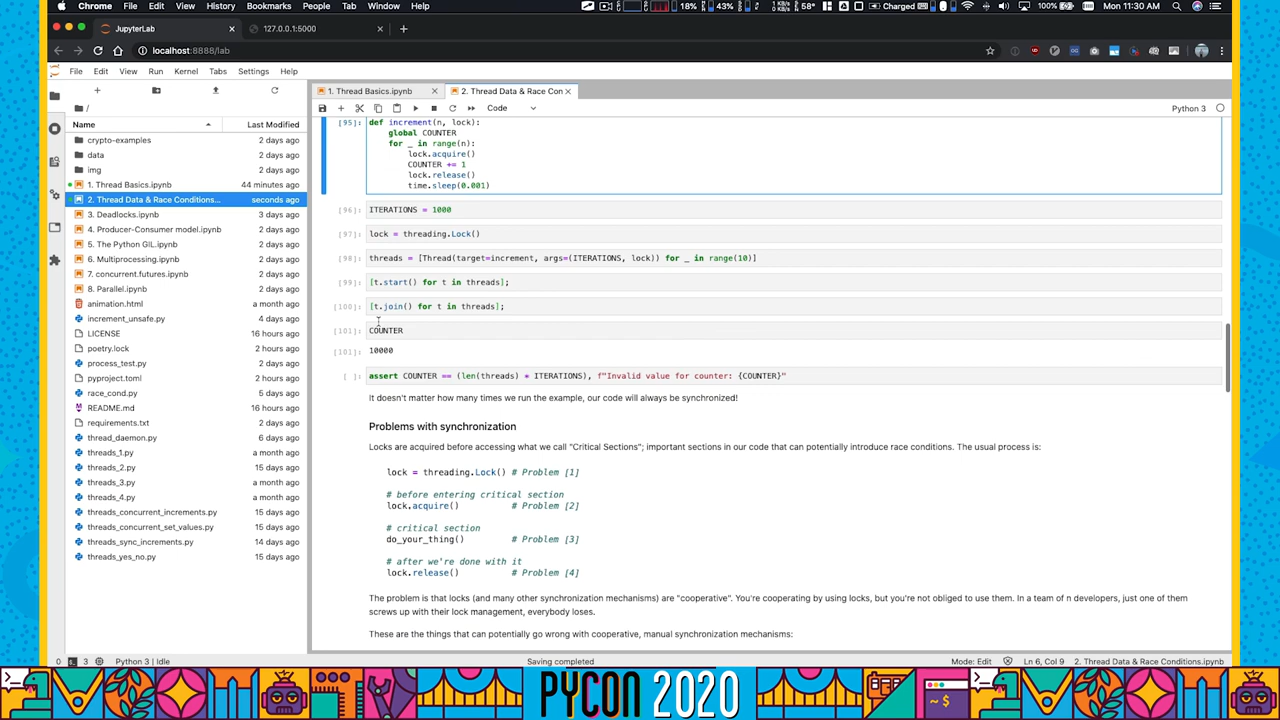 Chrome File Edit View History Bookmarks People Tab Window Help
18% 43% 58° Charged 100% Mon 11:30 AM
JupyterLab 127.0.0.1:5000
localhost:8888/lab
File Edit View Run Kernel Tabs Settings Help
1. Thread Basics.ipynb
2. Thread Data & Race Con
Code
Python 3
/
Name Last Modified
crypto-examples 2 days ago
data 2 days ago
img 2 days ago
1. Thread Basics.ipynb 44 minutes ago
2. Thread Data & Race Conditions... seconds ago
3. Deadlocks.ipynb 3 days ago
4. Producer-Consumer model.ipynb 2 days ago
5. The Python GIL.ipynb 2 days ago
6. Multiprocessing.ipynb 2 days ago
7. concurrent.futures.ipynb 2 days ago
8. Parallel.ipynb 2 days ago
animation.html a month ago
increment_unsafe.py 4 days ago
LICENSE 16 hours ago
poetry.lock 2 hours ago
process_test.py 2 days ago
pyproject.toml 2 hours ago
race_cond.py 5 days ago
README.md 16 hours ago
requirements.txt 2 days ago
thread_daemon.py 6 days ago
threads_1.py a month ago
threads_2.py 15 days ago
threads_3.py a month ago
threads_4.py a month ago
threads_concurrent_increments.py 15 days ago
threads_concurrent_set_values.py 15 days ago
threads_sync_increments.py 14 days ago
threads_yes_no.py 15 days ago
[95] def increment(n, lock):
global COUNTER
for _ in range(n):
lock.acquire()
COUNTER += 1
lock.release()
time.sleep(0.001)
[96] ITERATIONS = 1000
[97] lock = threading.Lock()
[98] threads = [Thread(target=increment, args=(ITERATIONS, lock)) for _ in range(10)]
[99] [t.start() for t in threads];
[100] [t.join() for t in threads];
[101] COUNTER
[101] 10000
[ ] assert COUNTER == (len(threads) * ITERATIONS), f"Invalid value for counter: {COUNTER}"
It doesn't matter how many times we run the example, our code will always be synchronized!
Problems with synchronization
Locks are acquired before accessing what we call "Critical Sections"; important sections in our code that can potentially introduce race conditions. The usual process is:
lock = threading.Lock() # Problem [1]
# before entering critical section
lock.acquire() # Problem [2]
# critical section
do_your_thing() # Problem [3]
# after we're done with it
lock.release() # Problem [4]
The problem is that locks (and many other synchronization mechanisms) are "cooperative". You're cooperating by using locks, but you're not obliged to use them. In a team of n developers, just one of them
screws up with their lock management, everybody loses.
These are the things that can potentially go wrong with cooperative, manual synchronization mechanisms:
0 3 Python 3 | Idle Saving completed Mode: Edit Ln 6, Col 9 2. Thread Data & Race Conditions.ipynb
PYCON 2020
~ $